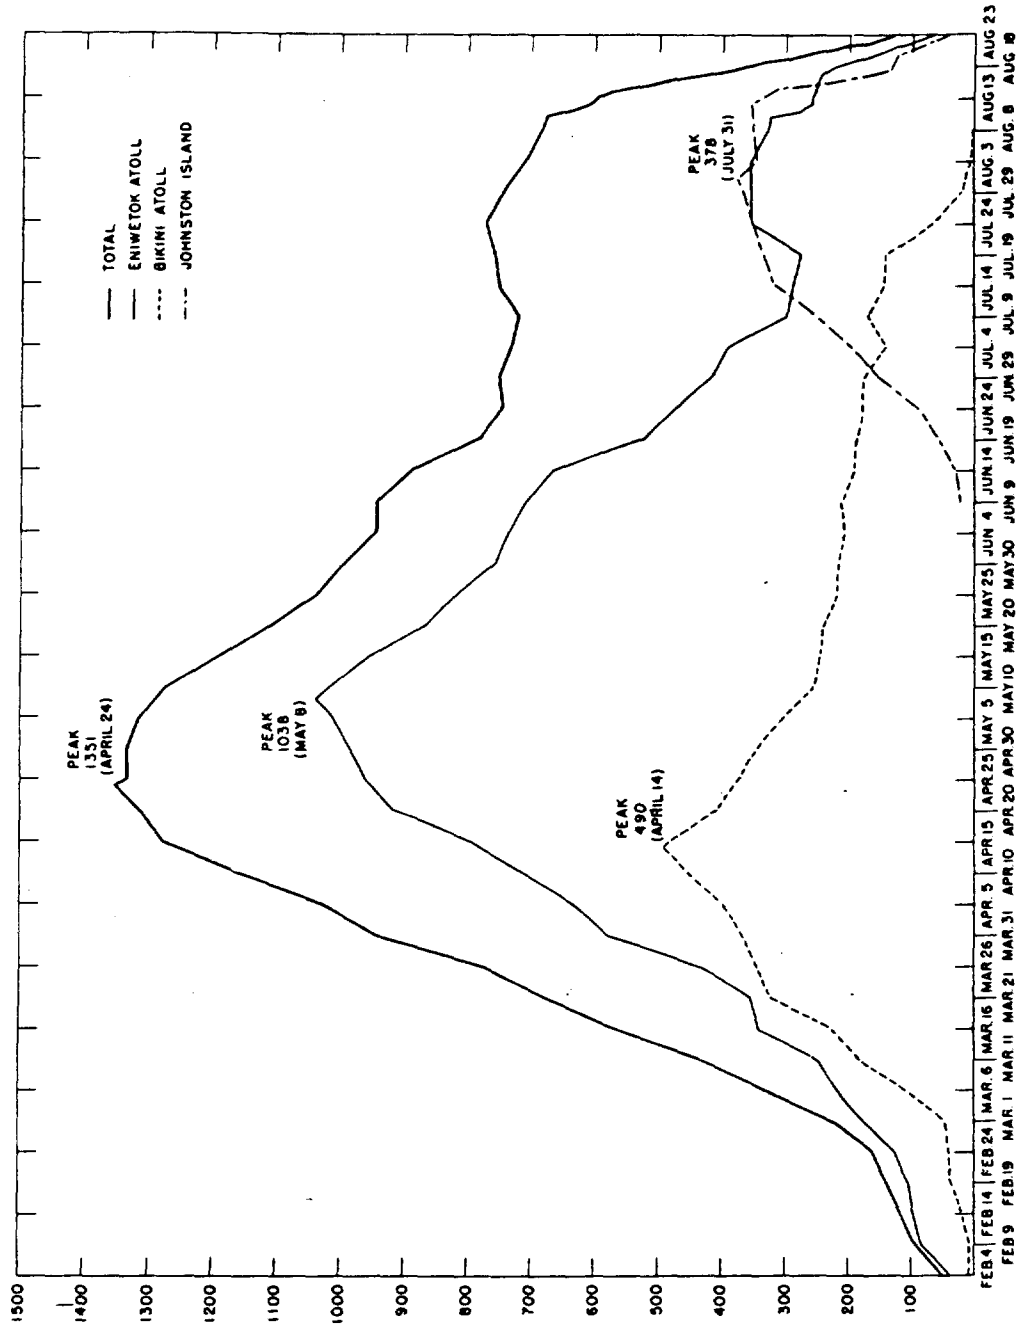 1500
1400
1300
1200
1100
1000
900
800
700
600
500
400
300
200
100
PEAK
1351
(APRIL 24)
PEAK
1038
(MAY 8)
PEAK
490
(APRIL 14)
PEAK
378
(JULY 31)
TOTAL
ENIWETOK ATOLL
BIKINI ATOLL
JOHNSTON ISLAND
FEB. 4 FEB 14 FEB 24 MAR. 6 MAR. 16 MAR 26 APR. 5 APR. 15 APR. 25 MAY 5 MAY 15 MAY 25 JUN 4 JUN. 14 JUN. 24 JUL. 4 JUL. 14 JUL 24 AUG. 3 AUG 13 AUG 23
FEB 9 FEB. 19 MAR. 1 MAR. 11 MAR. 21 MAR. 31 APR. 10 APR. 20 APR. 30 MAY 10 MAY 20 MAY 30 JUN 9 JUN. 19 JUN. 29 JUL. 9 JUL. 19 JUL. 29 AUG. 8 AUG 18